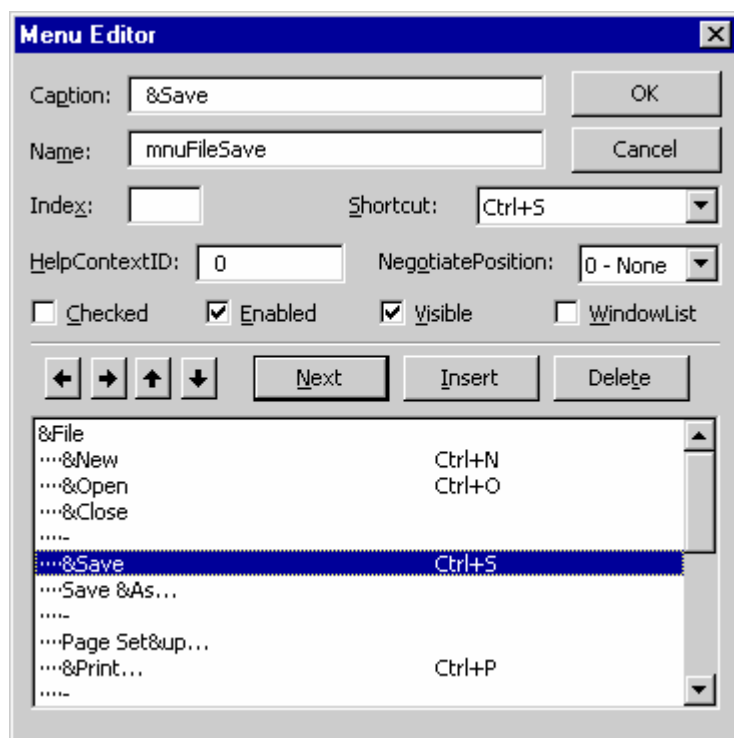 Menu Editor
Caption: &Save OK
Name: mnuFileSave Cancel
Index: Shortcut: Ctrl+S
HelpContextID: 0 NegotiatePosition: 0 - None
Checked Enabled Visible WindowList
Next Insert Delete
&File
····&New Ctrl+N
····&Open Ctrl+O
····&Close
····-
····&Save Ctrl+S
····Save &As...
····-
····Page Set&up...
····&Print... Ctrl+P
····-